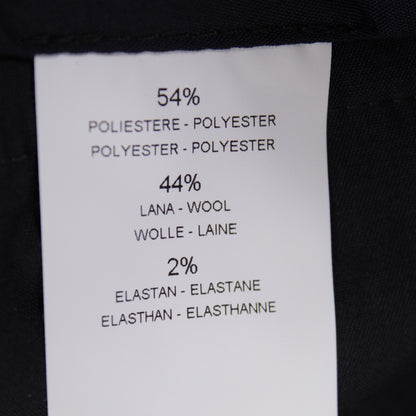 54%
POLIESTERE - POLYESTER
POLYESTER - POLYESTER
44%
LANA - WOOL
WOLLE - LAINE
2%
ELASTAN - ELASTANE
ELASTHAN - ELASTHANNE